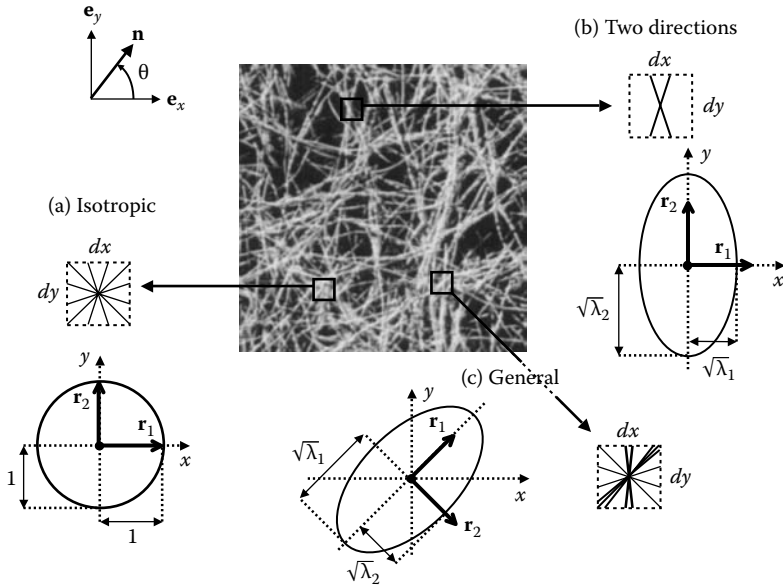 e_y
n
θ
e_x
(b) Two directions
dx
dy
y
r_2
r_1
x
√λ_2
√λ_1
(a) Isotropic
dx
dy
y
r_2
r_1
x
1
1
(c) General
y
r_1
√λ_1
x
r_2
√λ_2
dx
dy